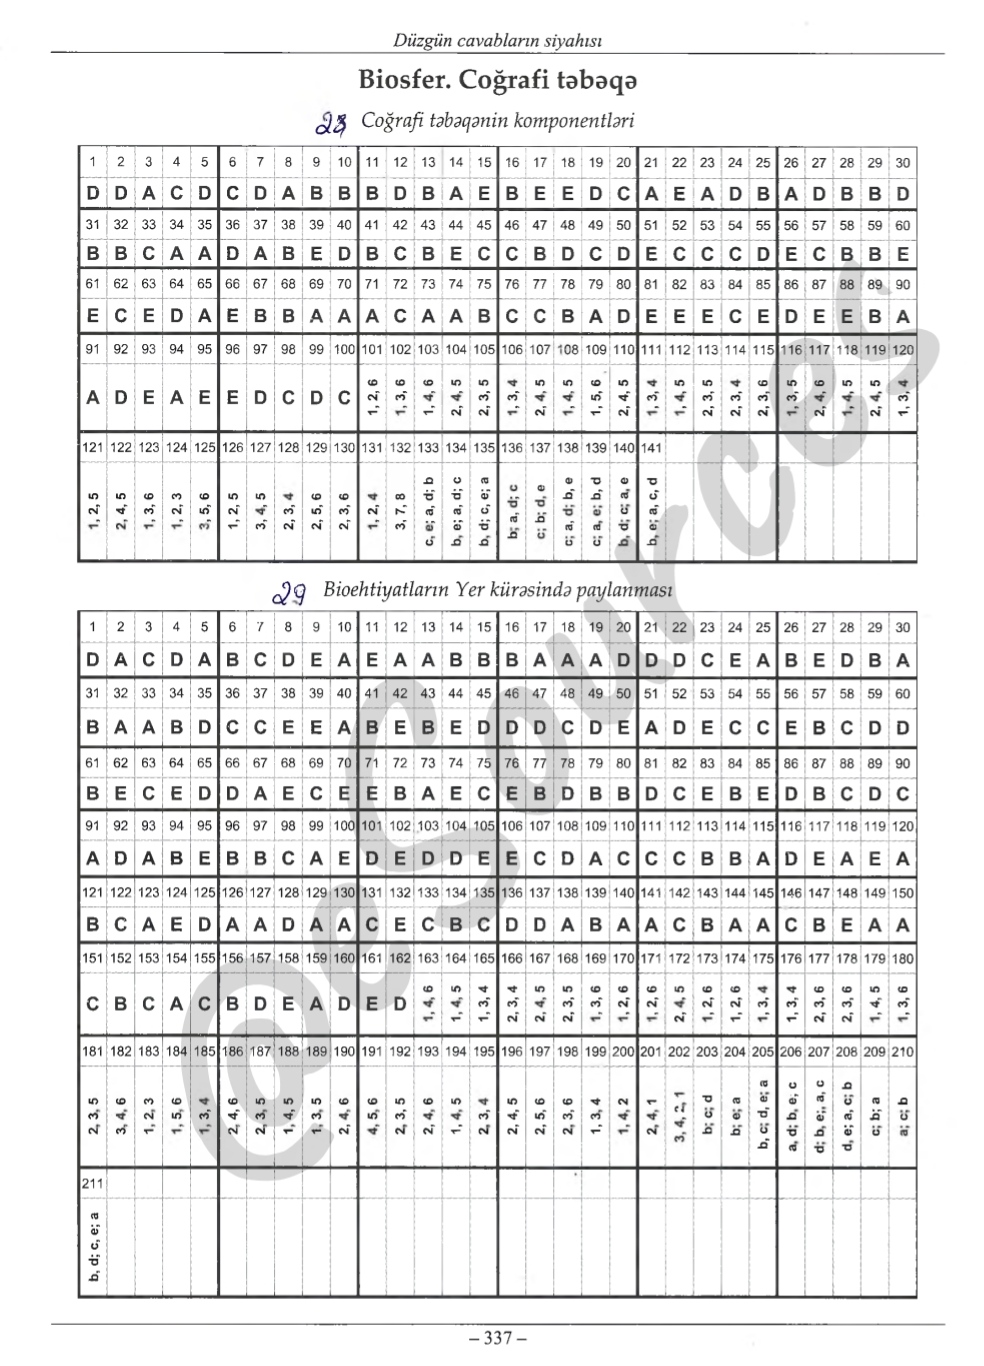 Düzgün cavabların siyahısı
Biosfer. Coğrafi təbəqə
28 Coğrafi təbəqənin komponentləri
1 2 3 4 5 6 7 8 9 10 11 12 13 14 15 16 17 18 19 20 21 22 23 24 25 26 27 28 29 30
D D A C D C D A B B B D B A E B E E D C A E A D B A D B B D
31 32 33 34 35 36 37 38 39 40 41 42 43 44 45 46 47 48 49 50 51 52 53 54 55 56 57 58 59 60
B B C A A D A B E D B C B E C C B D C D E C C C D E C B B E
61 62 63 64 65 66 67 68 69 70 71 72 73 74 75 76 77 78 79 80 81 82 83 84 85 86 87 88 89 90
E C E D A E B B A A A C A A B C C B A D E E E C E D E E B A
91 92 93 94 95 96 97 98 99 100 101 102 103 104 105 106 107 108 109 110 111 112 113 114 115 116 117 118 119 120
A D E A E E D C D C 1, 2, 6 1, 3, 6 1, 4, 6 2, 4, 5 2, 3, 5 1, 3, 4 2, 4, 5 1, 4, 5 1, 5, 6 2, 4, 5 1, 3, 4 1, 4, 5 2, 3, 5 2, 3, 4 2, 3, 6 1, 3, 5 2, 4, 6 1, 4, 5 2, 4, 5 1, 3, 4
121 122 123 124 125 126 127 128 129 130 131 132 133 134 135 136 137 138 139 140 141
1, 2, 5 2, 4, 5 1, 3, 6 1, 2, 3 3, 5, 6 1, 2, 5 3, 4, 5 2, 3, 4 2, 5, 6 2, 3, 6 1, 2, 4 3, 7, 8 c, e; a, d; b b, e; a, d; c b, d; c, e; a b; a, d; c c; b; d, e c; a, d; b, e c; a, e; b, d b, d; c; a, e b, e; a, c, d
29 Bioehtiyatların Yer kürəsində paylanması
1 2 3 4 5 6 7 8 9 10 11 12 13 14 15 16 17 18 19 20 21 22 23 24 25 26 27 28 29 30
D A C D A B C D E A E A A B B B A A A D D D C E A B E D B A
31 32 33 34 35 36 37 38 39 40 41 42 43 44 45 46 47 48 49 50 51 52 53 54 55 56 57 58 59 60
B A A B D C C E E A B E B E D D D C D E A D E C C E B C D D
61 62 63 64 65 66 67 68 69 70 71 72 73 74 75 76 77 78 79 80 81 82 83 84 85 86 87 88 89 90
B E C E D D A E C E E B A E C E B D B B D C E B E D B C D C
91 92 93 94 95 96 97 98 99 100 101 102 103 104 105 106 107 108 109 110 111 112 113 114 115 116 117 118 119 120
A D A B E B B C A E D E D D E E C D A C C C B B A D E A E A
121 122 123 124 125 126 127 128 129 130 131 132 133 134 135 136 137 138 139 140 141 142 143 144 145 146 147 148 149 150
B C A E D A A D A A C E C B C D D A B A A C B A A C B E A A
151 152 153 154 155 156 157 158 159 160 161 162 163 164 165 166 167 168 169 170 171 172 173 174 175 176 177 178 179 180
C B C A C B D E A D E D 1, 4, 6 1, 4, 5 1, 3, 4 2, 3, 4 2, 4, 5 2, 3, 5 1, 3, 6 1, 2, 6 1, 2, 6 2, 4, 5 1, 2, 6 1, 2, 6 1, 3, 4 1, 3, 4 2, 3, 6 2, 3, 6 1, 4, 5 1, 3, 6
181 182 183 184 185 186 187 188 189 190 191 192 193 194 195 196 197 198 199 200 201 202 203 204 205 206 207 208 209 210
2, 3, 5 3, 4, 6 1, 2, 3 1, 5, 6 1, 3, 4 2, 4, 6 2, 3, 5 1, 4, 5 1, 3, 5 2, 4, 6 4, 5, 6 2, 3, 5 2, 4, 6 1, 4, 5 2, 3, 4 2, 4, 5 2, 5, 6 2, 3, 6 1, 3, 4 1, 4, 2 2, 4, 1 3, 4, 2, 1 b; c; d b; e; a b, c; d, e; a a, d; b, e, c d; b, e;, a, c d, e; a, c; b c; b; a a; c; b
211
b, d; c, e; a
– 337 –
@eSources